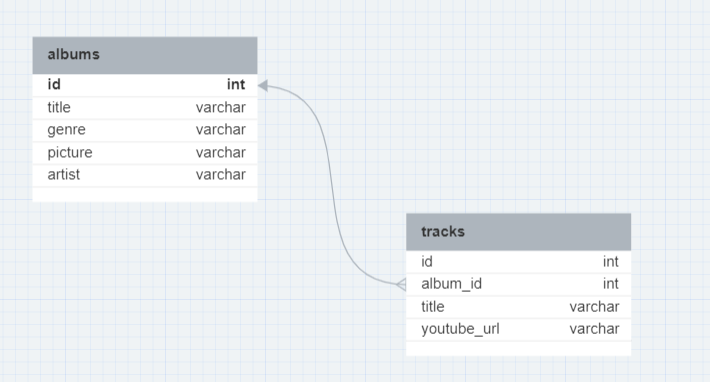 albums
id int
title varchar
genre varchar
picture varchar
artist varchar
tracks
id int
album_id int
title varchar
youtube_url varchar